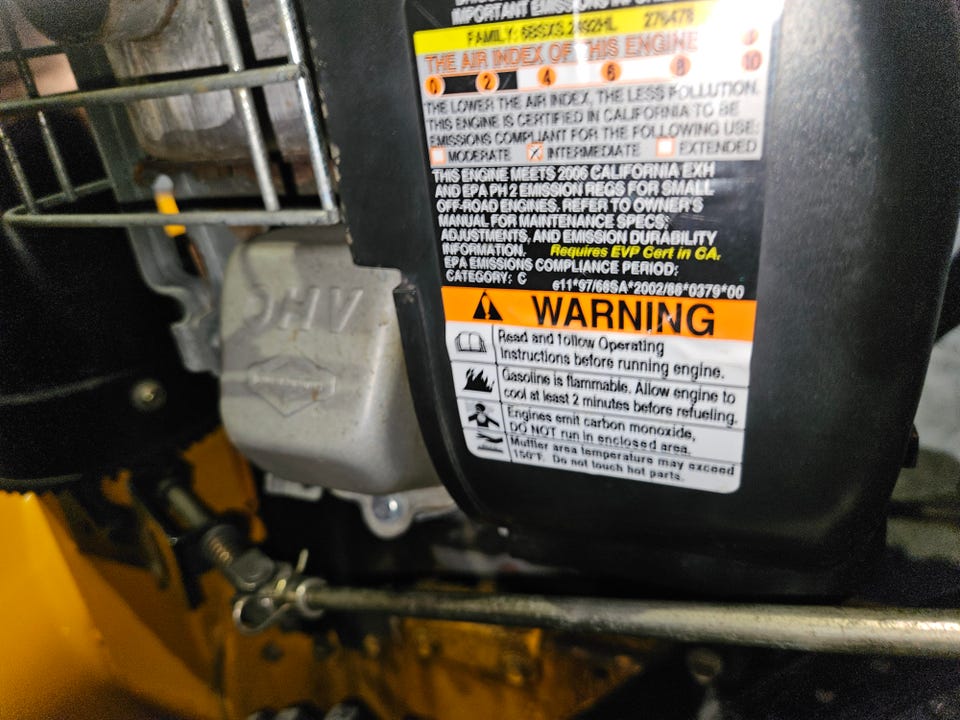 IMPORTANT EMISSIONS
FAMILY: 6BSXS.2492HL 276478
THE AIR INDEX OF THIS ENGINE
0 2 4 6 8 10
THE LOWER THE AIR INDEX, THE LESS POLLUTION.
THIS ENGINE IS CERTIFIED IN CALIFORNIA TO BE
EMISSIONS COMPLIANT FOR THE FOLLOWING USE:
MODERATE INTERMEDIATE EXTENDED
THIS ENGINE MEETS 2006 CALIFORNIA EXH
AND EPA PH 2 EMISSION REGS FOR SMALL
OFF-ROAD ENGINES. REFER TO OWNER'S
MANUAL FOR MAINTENANCE SPECS,
ADJUSTMENTS, AND EMISSION DURABILITY
INFORMATION. Requires EVP Cert in CA.
EPA EMISSIONS COMPLIANCE PERIOD:
CATEGORY: C e11*97/68SA*2002/88*0379*00
WARNING
Read and follow Operating
Instructions before running engine.
Gasoline is flammable. Allow engine to
cool at least 2 minutes before refueling.
Engines emit carbon monoxide,
DO NOT run in enclosed area.
Muffler area temperature may exceed
150°F. Do not touch hot parts.
OHV